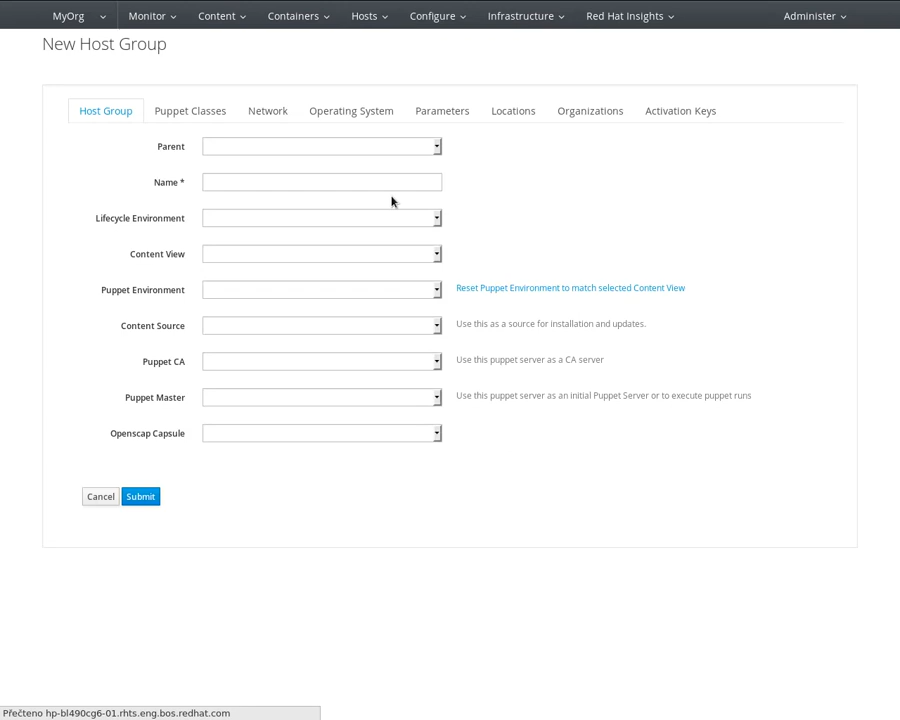 MyOrg Monitor Content Containers Hosts Configure Infrastructure Red Hat Insights Administer
New Host Group
Host Group Puppet Classes Network Operating System Parameters Locations Organizations Activation Keys
Parent
Name *
Lifecycle Environment
Content View
Puppet Environment Reset Puppet Environment to match selected Content View
Content Source Use this as a source for installation and updates.
Puppet CA Use this puppet server as a CA server
Puppet Master Use this puppet server as an initial Puppet Server or to execute puppet runs
Openscap Capsule
Cancel Submit
Přečteno hp-bl490cg6-01.rhts.eng.bos.redhat.com